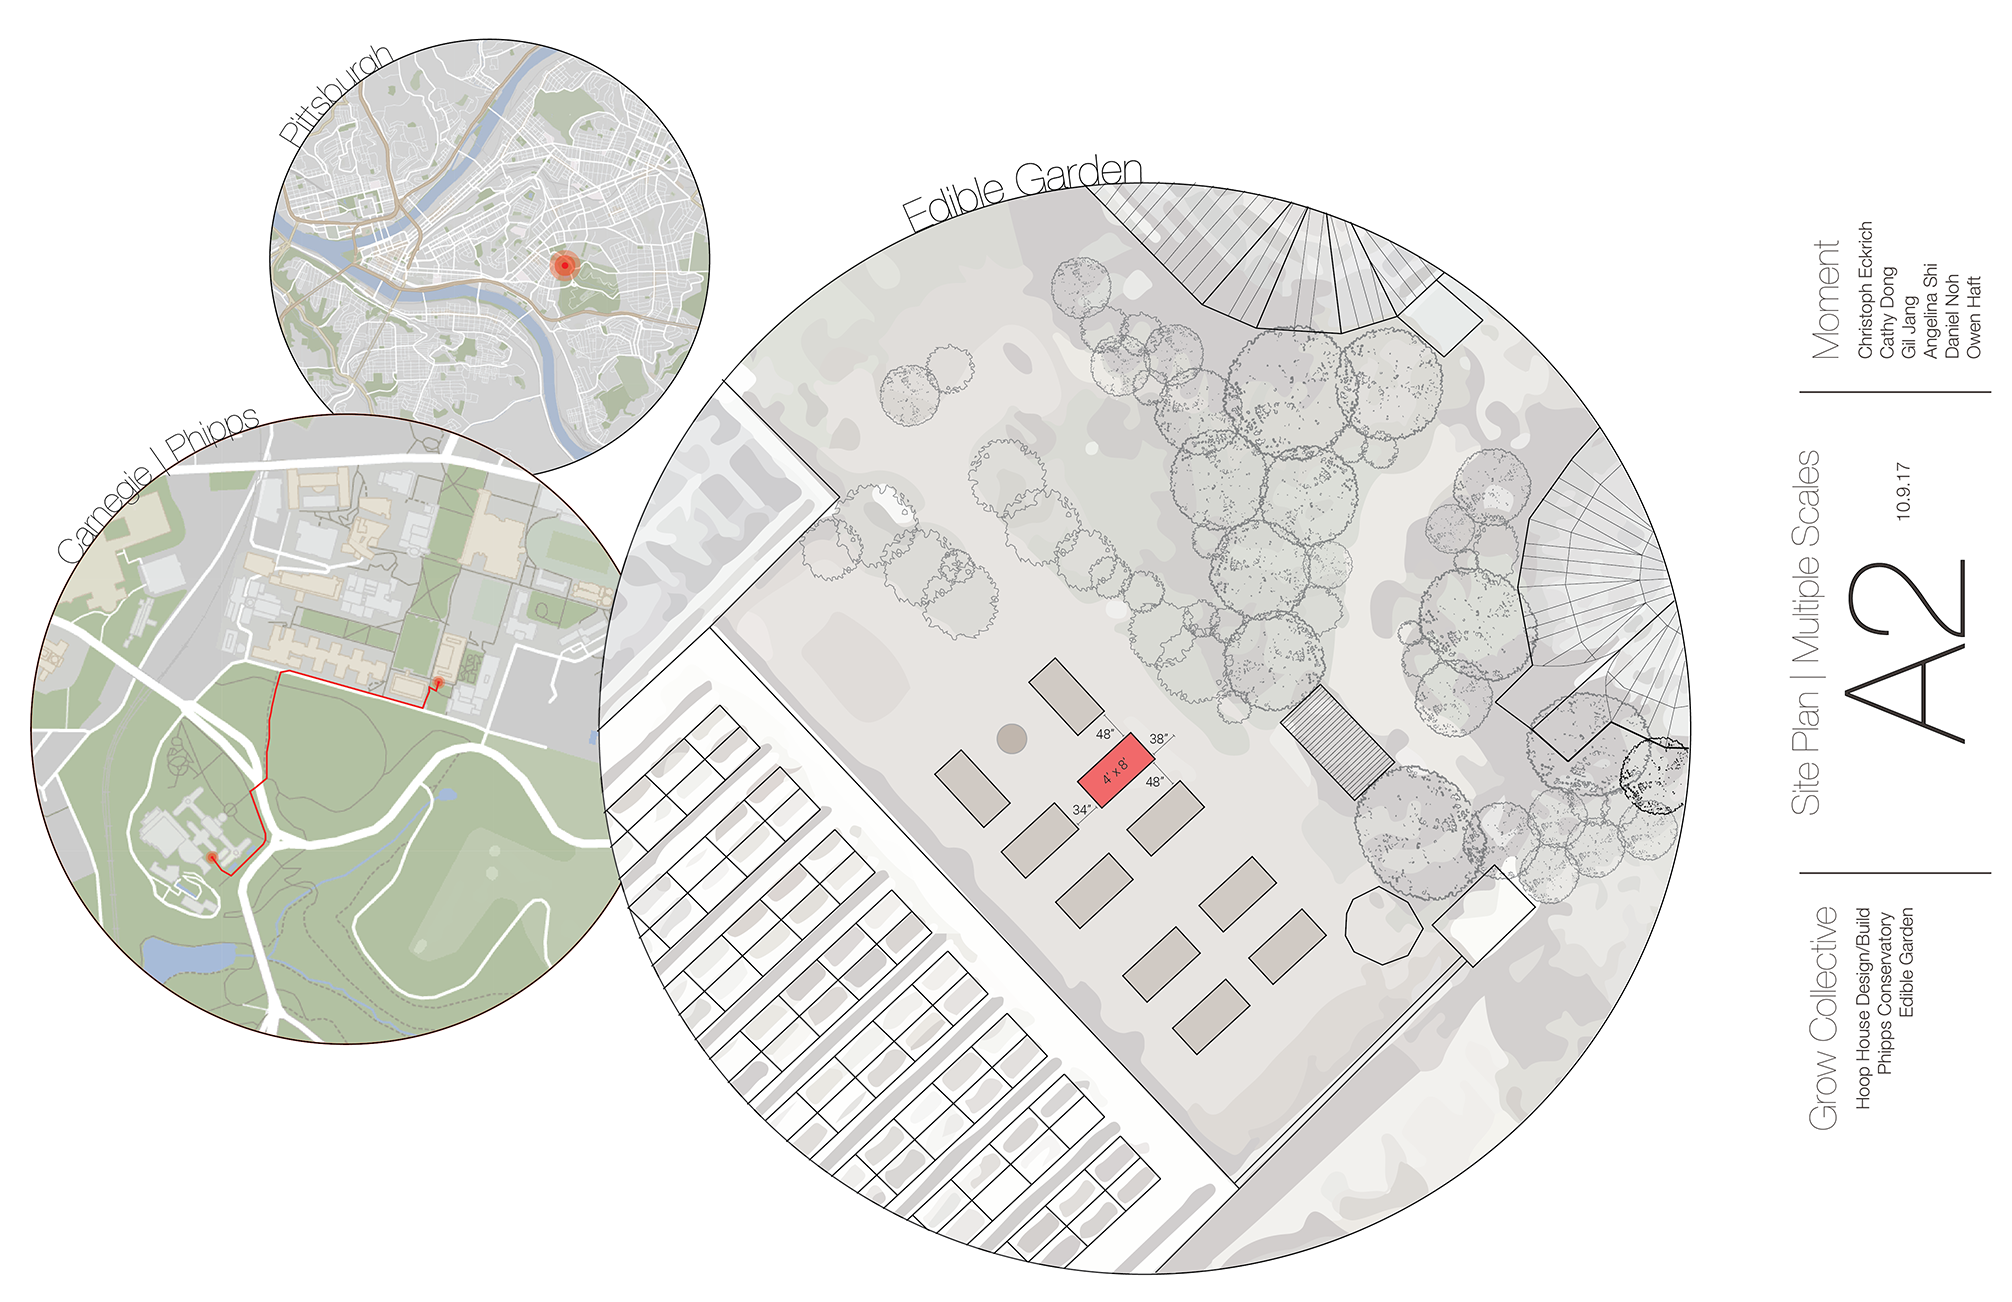 Pittsburgh
Carnegie | Phipps
Edible Garden
48"
38"
4' x 8'
48"
34"
Moment
Christoph Eckrich
Cathy Dong
Gil Jang
Angelina Shi
Daniel Noh
Owen Haft
Site Plan | Multiple Scales
A2
10.9.17
Grow Collective
Hoop House Design/Build
Phipps Conservatory
Edible Garden